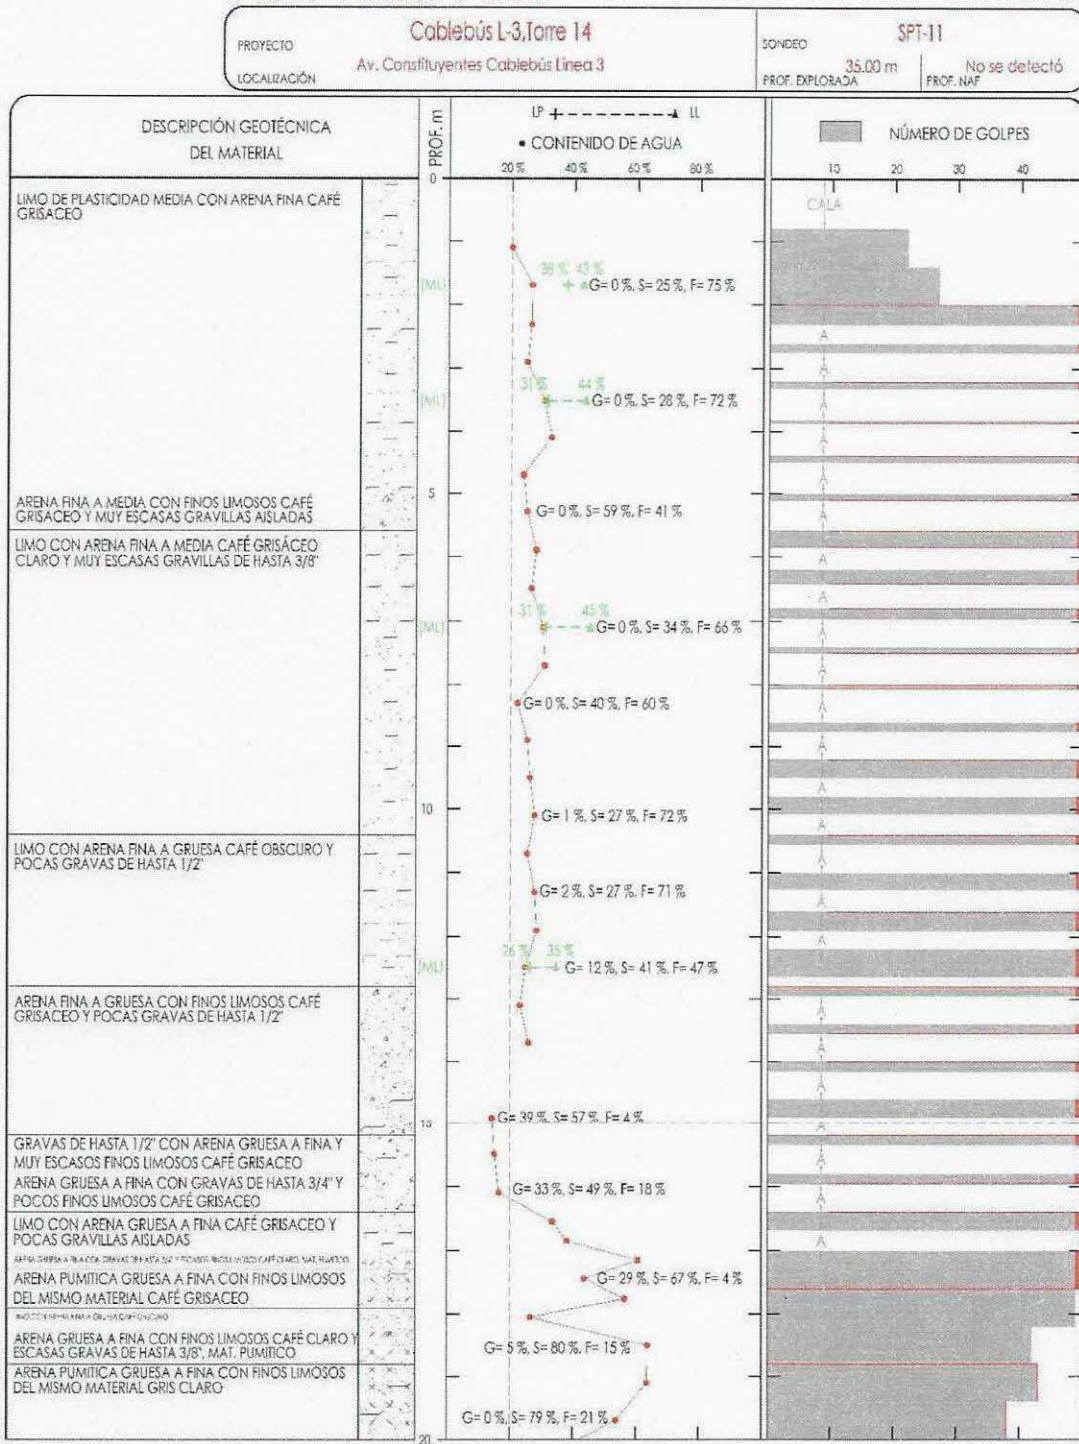 PROYECTO
Cablebús L-3,Torre 14
LOCALIZACIÓN
Av. Constituyentes Cablebús Línea 3
SONDEO
SPT-11
35.00 m
PROF. EXPLORADA
No se detectó
PROF. NAF
DESCRIPCIÓN GEOTÉCNICA
DEL MATERIAL
PROF. m
LP LL
CONTENIDO DE AGUA
20 % 40 % 60 % 80 %
NÚMERO DE GOLPES
10 20 30 40
0
CALA
LIMO DE PLASTICIDAD MEDIA CON ARENA FINA CAFÉ
GRISACEO
38 % 43 %
[ML] G= 0 %, S= 25 %, F= 75 %
A
A
31 % 44 %
[ML] G= 0 %, S= 28 %, F= 72 %
A
A
A
5
ARENA FINA A MEDIA CON FINOS LIMOSOS CAFÉ
GRISACEO Y MUY ESCASAS GRAVILLAS AISLADAS
G= 0 %, S= 59 %, F= 41 %
A
LIMO CON ARENA FINA A MEDIA CAFÉ GRISÁCEO
CLARO Y MUY ESCASAS GRAVILLAS DE HASTA 3/8"
A
A
31 % 45 %
[ML] G= 0 %, S= 34 %, F= 66 %
A
A
G= 0 %, S= 40 %, F= 60 %
A
A
A
10
G= 1 %, S= 27 %, F= 72 %
A
LIMO CON ARENA FINA A GRUESA CAFÉ OBSCURO Y
POCAS GRAVAS DE HASTA 1/2"
A
G= 2 %, S= 27 %, F= 71 %
A
A
26 % 35 %
[ML] G= 12 %, S= 41 %, F= 47 %
ARENA FINA A GRUESA CON FINOS LIMOSOS CAFÉ
GRISACEO Y POCAS GRAVAS DE HASTA 1/2"
A
A
A
15
G= 39 %, S= 57 %, F= 4 %
A
GRAVAS DE HASTA 1/2" CON ARENA GRUESA A FINA Y
MUY ESCASOS FINOS LIMOSOS CAFÉ GRISACEO
A
ARENA GRUESA A FINA CON GRAVAS DE HASTA 3/4" Y
POCOS FINOS LIMOSOS CAFÉ GRISACEO
G= 33 %, S= 49 %, F= 18 %
A
LIMO CON ARENA GRUESA A FINA CAFÉ GRISACEO Y
POCAS GRAVILLAS AISLADAS
A
ARENA PUMITICA GRUESA A FINA CON FINOS LIMOSOS
DEL MISMO MATERIAL CAFÉ GRISACEO
G= 29 %, S= 67 %, F= 4 %
ARENA GRUESA A FINA CON FINOS LIMOSOS CAFÉ CLARO Y
ESCASAS GRAVAS DE HASTA 3/8", MAT. PUMITICO
G= 5 %, S= 80 %, F= 15 %
ARENA PUMITICA GRUESA A FINA CON FINOS LIMOSOS
DEL MISMO MATERIAL GRIS CLARO
G= 0 %, S= 79 %, F= 21 %
20